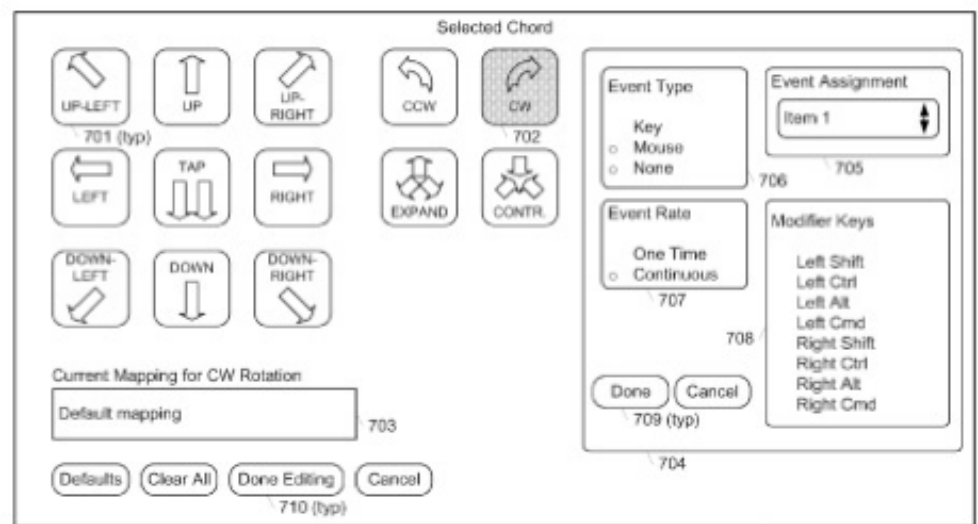 Selected Chord
UP-LEFT
UP
UP-
RIGHT
701 (typ)
LEFT
TAP
RIGHT
DOWN-
LEFT
DOWN
DOWN-
RIGHT
CCW
CW
702
EXPAND
CONTR.
Event Type
Key
Mouse
None
706
Event Assignment
Item 1
705
Event Rate
One Time
Continuous
707
Modifier Keys
Left Shift
Left Ctrl
Left Alt
Left Cmd
Right Shift
Right Ctrl
Right Alt
Right Cmd
708
Done
Cancel
709 (typ)
704
Current Mapping for CW Rotation
Default mapping
703
Defaults
Clear All
Done Editing
Cancel
710 (typ)